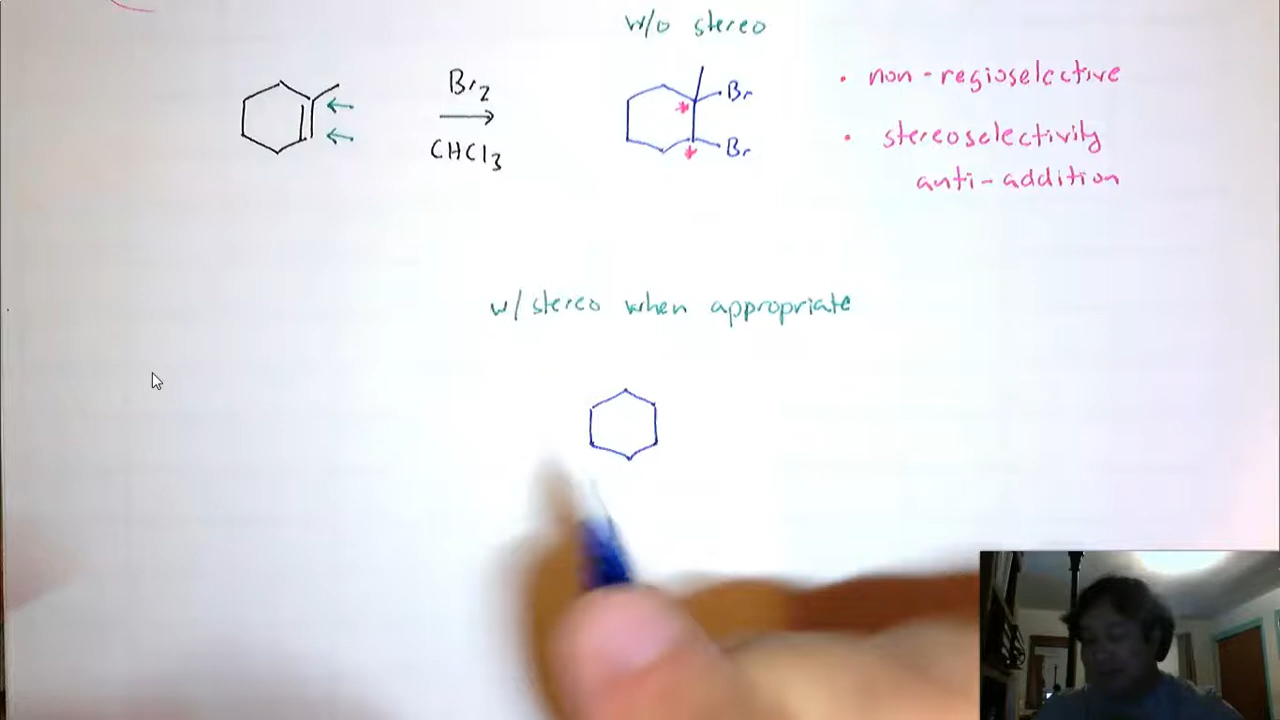 w/o stereo
Br2
CHCl3
Br
Br
• non-regioselective
• stereoselectivity
anti-addition
w/ stereo when appropriate